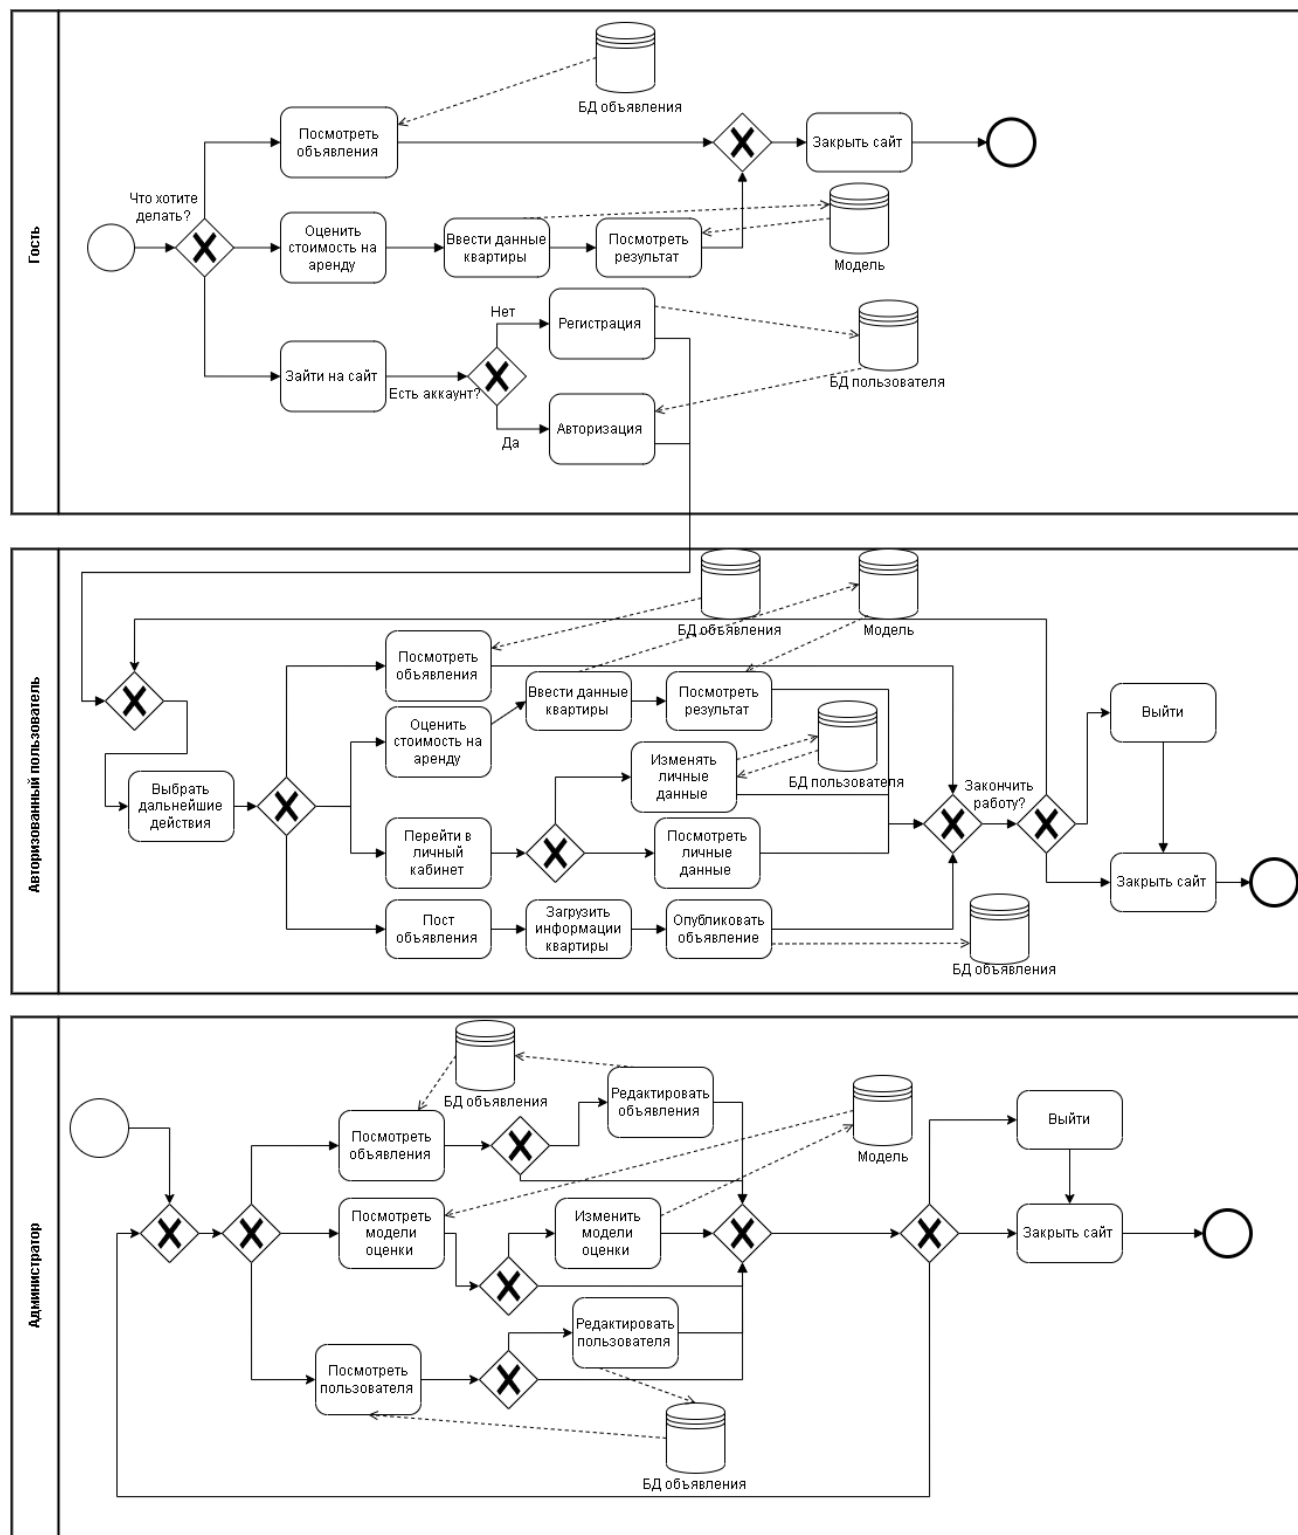 Гость
БД объявления
Посмотреть
объявления
Закрыть сайт
Что хотите
делать?
Оценить
стоимость на
аренду
Ввести данные
квартиры
Посмотреть
результат
Модель
Нет
Регистрация
Зайти на сайт
Есть аккаунт?
БД пользователя
Да
Авторизация
Авторизованный пользователь
БД объявления
Модель
Посмотреть
объявления
Ввести данные
квартиры
Посмотреть
результат
Выйти
Оценить
стоимость на
аренду
Изменять
личные
данные
БД пользователя
Закончить
работу?
Выбрать
дальнейшие
действия
Перейти в
личный
кабинет
Посмотреть
личные
данные
Закрыть сайт
Пост
объявления
Загрузить
информации
квартиры
Опубликовать
объявление
БД объявления
Администратор
БД объявления
Редактировать
объявления
Посмотреть
объявления
Модель
Выйти
Посмотреть
модели
оценки
Изменить
модели
оценки
Закрыть сайт
Редактировать
пользователя
Посмотреть
пользователя
БД объявления